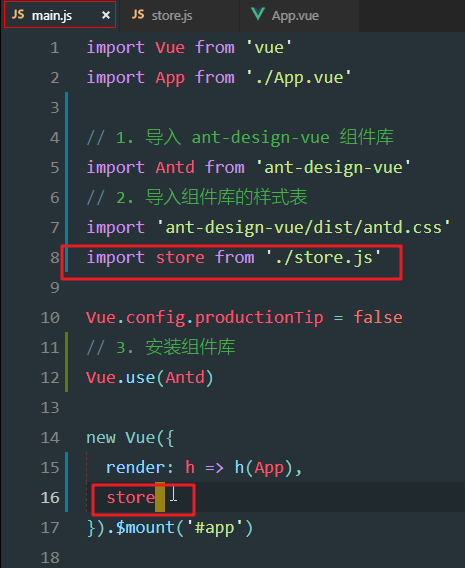 JS main.js × JS store.js App.vue
1 import Vue from 'vue'
2 import App from './App.vue'
3
4 // 1. 导入 ant-design-vue 组件库
5 import Antd from 'ant-design-vue'
6 // 2. 导入组件库的样式表
7 import 'ant-design-vue/dist/antd.css'
8 import store from './store.js'
9
10 Vue.config.productionTip = false
11 // 3. 安装组件库
12 Vue.use(Antd)
13
14 new Vue({
15 render: h => h(App),
16 store
17 }).$mount('#app')
18